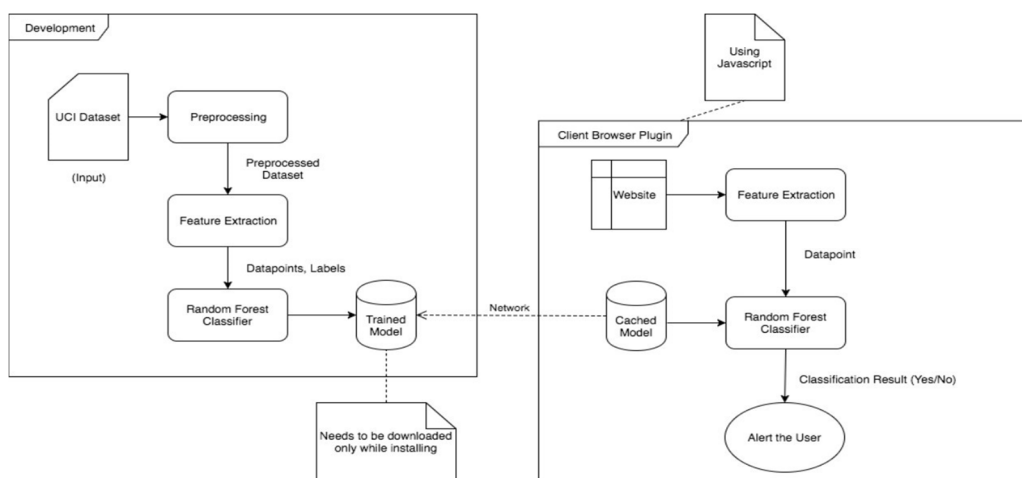 Development
UCI Dataset
(Input)
Preprocessing
Preprocessed
Dataset
Feature Extraction
Datapoints, Labels
Random Forest
Classifier
Trained
Model
Needs to be downloaded
only while installing
Network
Using
Javascript
Client Browser Plugin
Website
Feature Extraction
Datapoint
Cached
Model
Random Forest
Classifier
Classification Result (Yes/No)
Alert the User